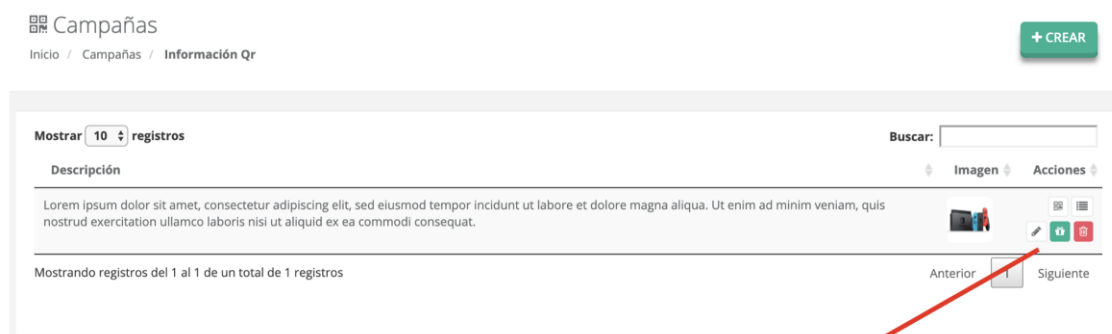 Campañas
+ CREAR
Inicio / Campañas / Información Qr
Mostrar 10 registros
Buscar:
Descripción
Imagen
Acciones
Lorem ipsum dolor sit amet, consectetur adipiscing elit, sed eiusmod tempor incidunt ut labore et dolore magna aliqua. Ut enim ad minim veniam, quis
nostrud exercitation ullamco laboris nisi ut aliquid ex ea commodi consequat.
Mostrando registros del 1 al 1 de un total de 1 registros
Anterior 1 Siguiente